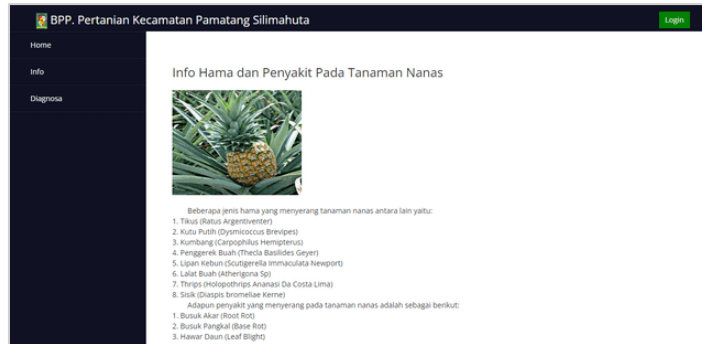 BPP. Pertanian Kecamatan Pamatang Silimahuta
Login
Home
Info
Diagnosa
Info Hama dan Penyakit Pada Tanaman Nanas
Beberapa jenis hama yang menyerang tanaman nanas antara lain yaitu:
1. Tikus (Ratus Argentiventer)
2. Kutu Putih (Dysmicoccus Brevipes)
3. Kumbang (Carpophilus Hemipterus)
4. Penggerek Buah (Thecla Basilides Geyer)
5. Lipan Kebun (Scutigerella Immaculata Newport)
6. Lalat Buah (Atherigona Sp)
7. Thrips (Holopothrips Ananasi Da Costa Lima)
8. Sisik (Diaspis bromeliae Kerne)
Adapun penyakit yang menyerang pada tanaman nanas adalah sebagai berikut:
1. Busuk Akar (Root Rot)
2. Busuk Pangkal (Base Rot)
3. Hawar Daun (Leaf Blight)